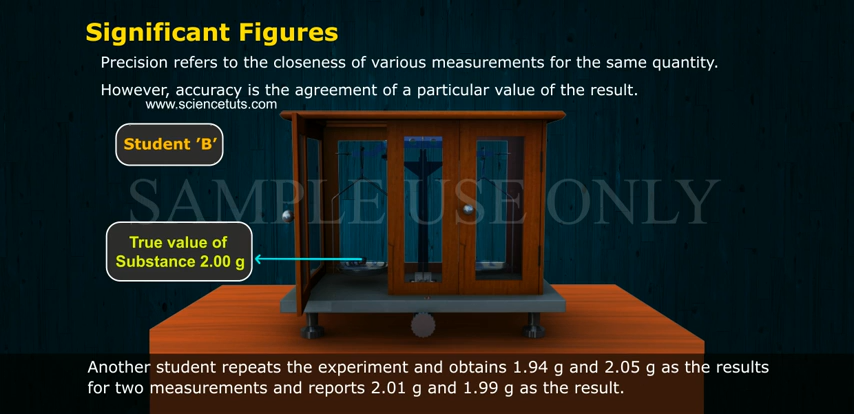 Significant Figures
Precision refers to the closeness of various measurements for the same quantity.
However, accuracy is the agreement of a particular value of the result.
www.sciencetuts.com
Student ’B’
SAMPLE USE ONLY
True value of
Substance 2.00 g
Another student repeats the experiment and obtains 1.94 g and 2.05 g as the results
for two measurements and reports 2.01 g and 1.99 g as the result.